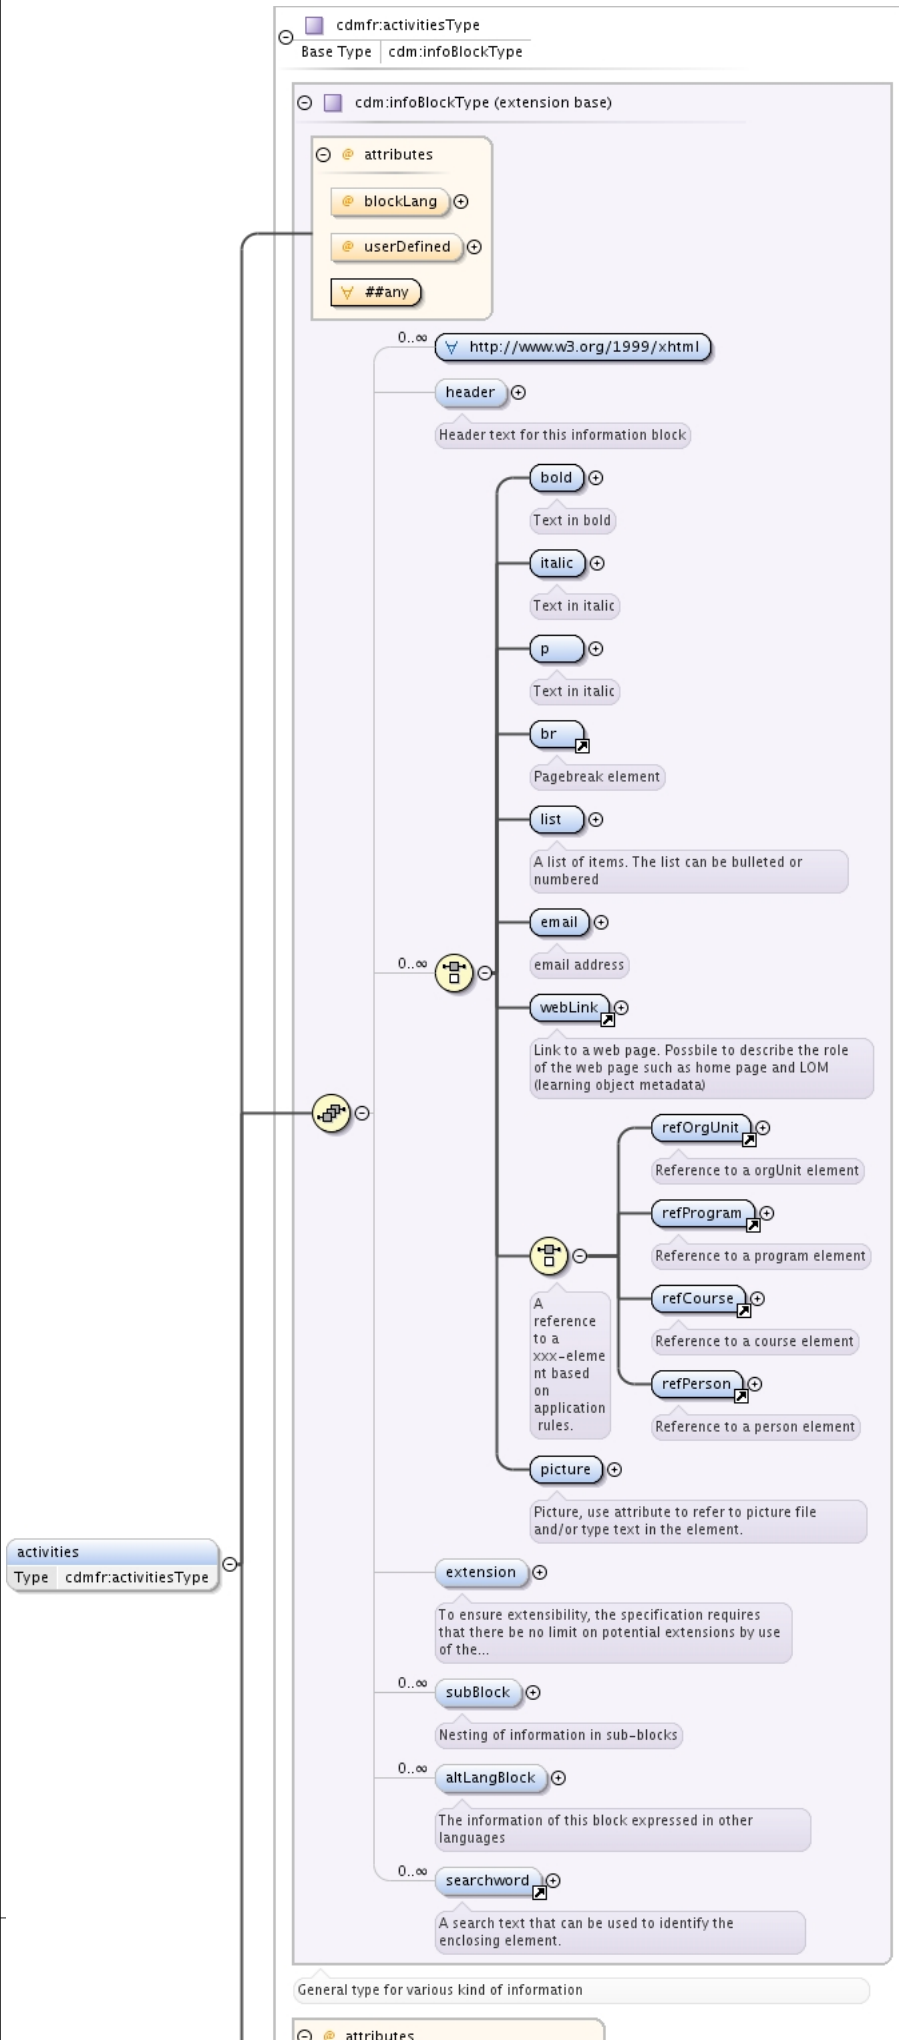 cdmfr:activitiesType
Base Type cdm:infoBlockType
cdm:infoBlockType (extension base)
@ attributes
@ blockLang
@ userDefined
∀ ##any
0..∞
∀ http://www.w3.org/1999/xhtml
header
Header text for this information block
bold
Text in bold
italic
Text in italic
p
Text in italic
br
Pagebreak element
list
A list of items. The list can be bulleted or
numbered
email
email address
0..∞
webLink
Link to a web page. Possbile to describe the role
of the web page such as home page and LOM
(learning object metadata)
refOrgUnit
Reference to a orgUnit element
refProgram
Reference to a program element
refCourse
Reference to a course element
refPerson
Reference to a person element
A
reference
to a
xxx-eleme
nt based
on
application
rules.
picture
Picture, use attribute to refer to picture file
and/or type text in the element.
activities
Type cdmfr:activitiesType
extension
To ensure extensibility, the specification requires
that there be no limit on potential extensions by use
of the...
0..∞
subBlock
Nesting of information in sub-blocks
0..∞
altLangBlock
The information of this block expressed in other
languages
0..∞
searchword
A search text that can be used to identify the
enclosing element.
General type for various kind of information
@ attributes